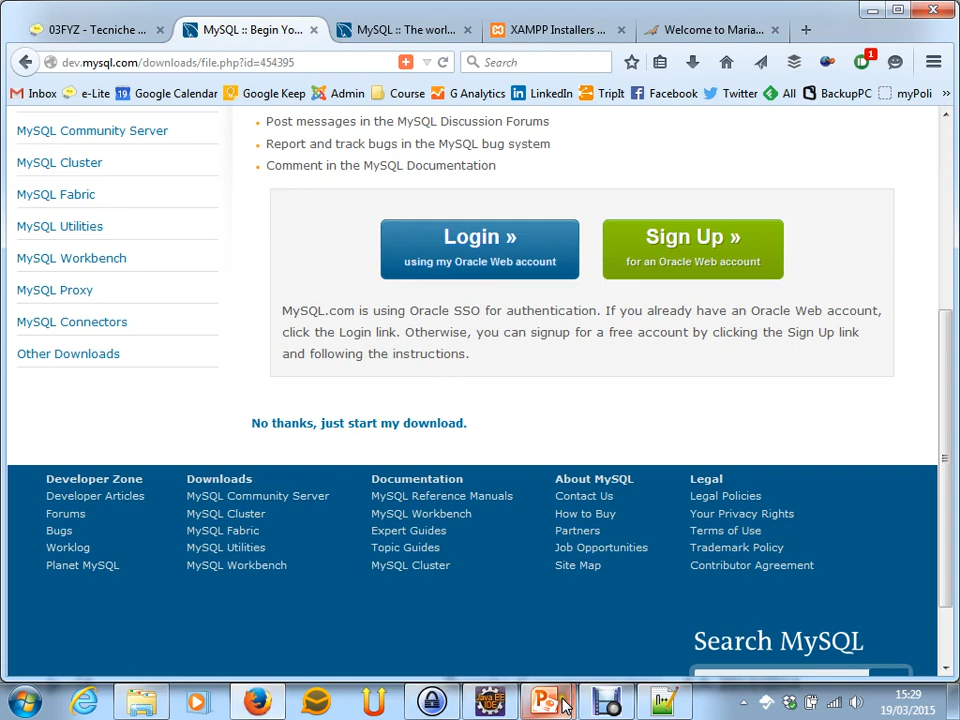 03FYZ - Tecniche ...
MySQL :: Begin Yo...
MySQL :: The worl...
XAMPP Installers ...
Welcome to Maria...
dev.mysql.com/downloads/file.php?id=454395
Search
1
Inbox
e-Lite
19 Google Calendar
Google Keep
Admin
Course
G Analytics
LinkedIn
TripIt
Facebook
Twitter
All
BackupPC
myPoli
»
MySQL Community Server
MySQL Cluster
MySQL Fabric
MySQL Utilities
MySQL Workbench
MySQL Proxy
MySQL Connectors
Other Downloads
Post messages in the MySQL Discussion Forums
Report and track bugs in the MySQL bug system
Comment in the MySQL Documentation
Login »
using my Oracle Web account
Sign Up »
for an Oracle Web account
MySQL.com is using Oracle SSO for authentication. If you already have an Oracle Web account,
click the Login link. Otherwise, you can signup for a free account by clicking the Sign Up link
and following the instructions.
No thanks, just start my download.
Developer Zone
Developer Articles
Forums
Bugs
Worklog
Planet MySQL
Downloads
MySQL Community Server
MySQL Cluster
MySQL Fabric
MySQL Utilities
MySQL Workbench
Documentation
MySQL Reference Manuals
MySQL Workbench
Expert Guides
Topic Guides
MySQL Cluster
About MySQL
Contact Us
How to Buy
Partners
Job Opportunities
Site Map
Legal
Legal Policies
Your Privacy Rights
Terms of Use
Trademark Policy
Contributor Agreement
Search MySQL
Java EE
IDE
15:29
19/03/2015